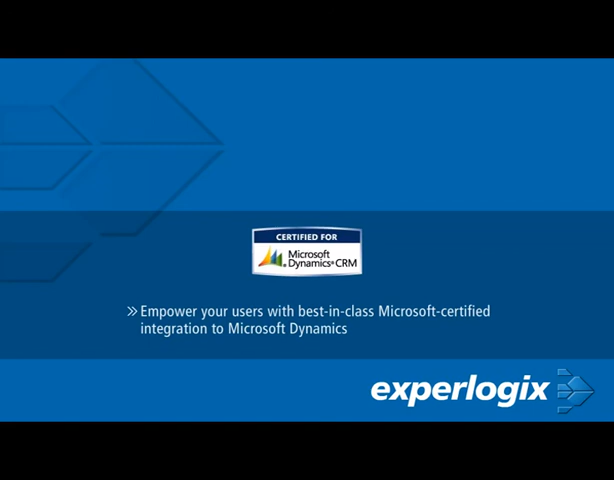 CERTIFIED FOR
Microsoft
Dynamics® CRM
» Empower your users with best-in-class Microsoft-certified
integration to Microsoft Dynamics
experlogix